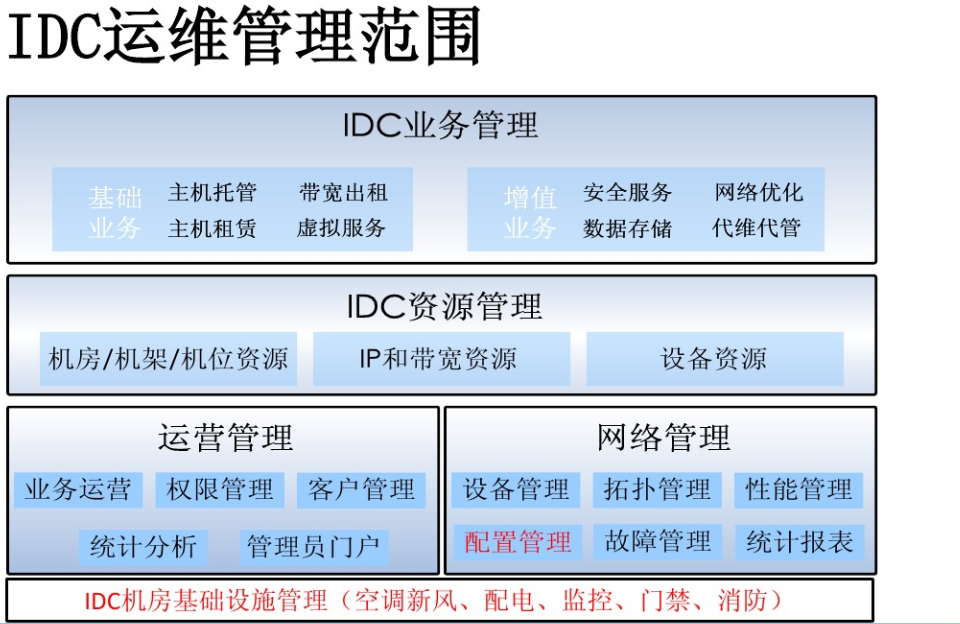 IDC运维管理范围
IDC业务管理
基础 主机托管 带宽出租
业务 主机租赁 虚拟服务
增值 安全服务 网络优化
业务 数据存储 代维代管
IDC资源管理
机房/机架/机位资源 IP和带宽资源 设备资源
运营管理
业务运营 权限管理 客户管理
统计分析 管理员门户
网络管理
设备管理 拓扑管理 性能管理
配置管理 故障管理 统计报表
IDC机房基础设施管理（空调新风、配电、监控、门禁、消防）